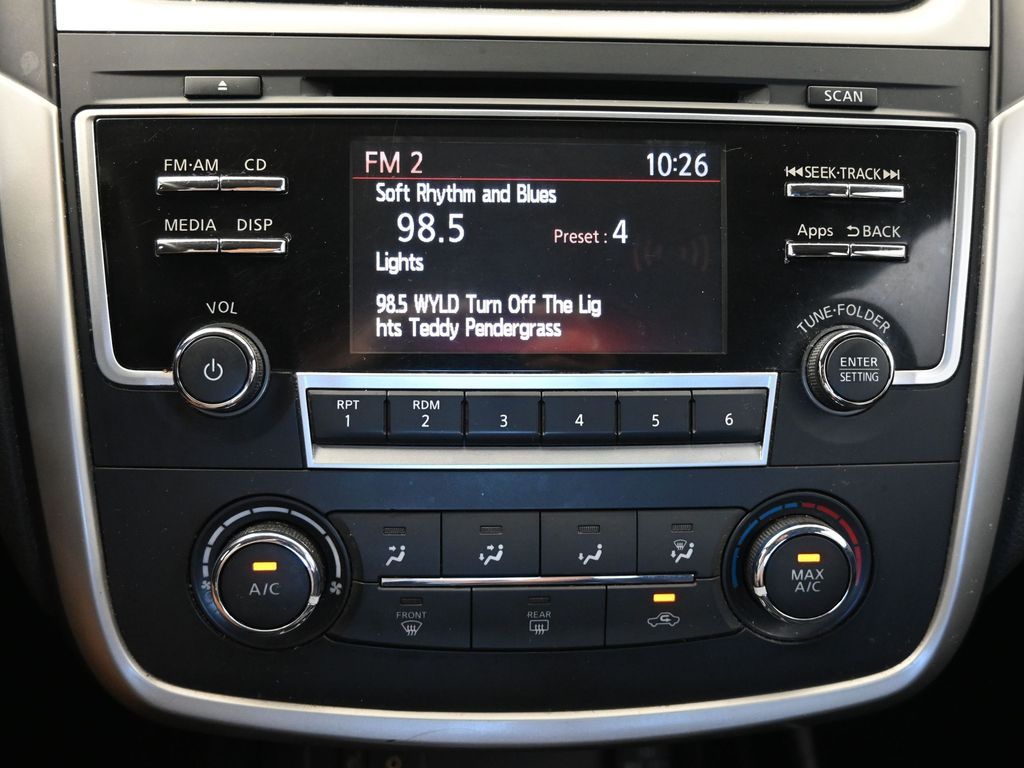 SCAN
FM·AM CD
MEDIA DISP
VOL
FM 2 10:26
Soft Rhythm and Blues
98.5 Preset : 4
Lights
98.5 WYLD Turn Off The Lig
hts Teddy Pendergrass
SEEK·TRACK
Apps BACK
TUNE·FOLDER
ENTER
SETTING
RPT RDM
1 2 3 4 5 6
A/C
MAX
A/C
FRONT REAR